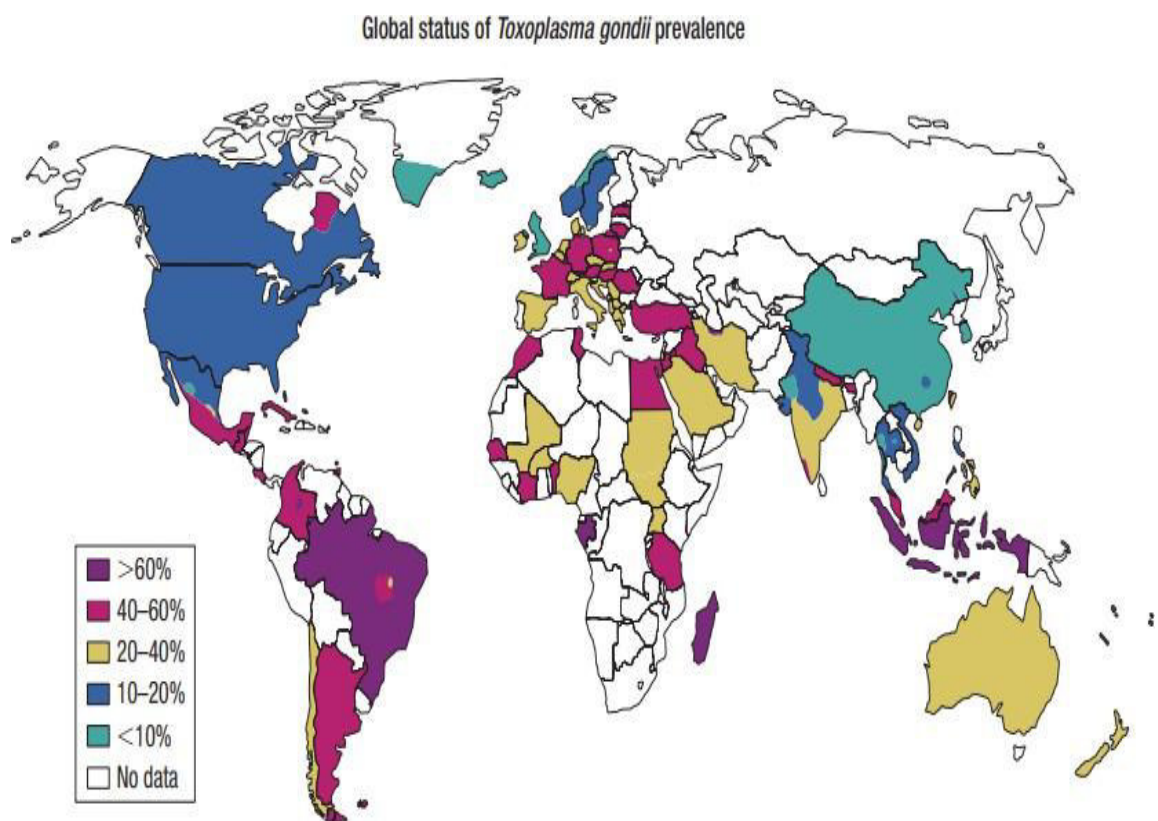 Global status of Toxoplasma gondii prevalence
>60%
40–60%
20–40%
10–20%
<10%
No data